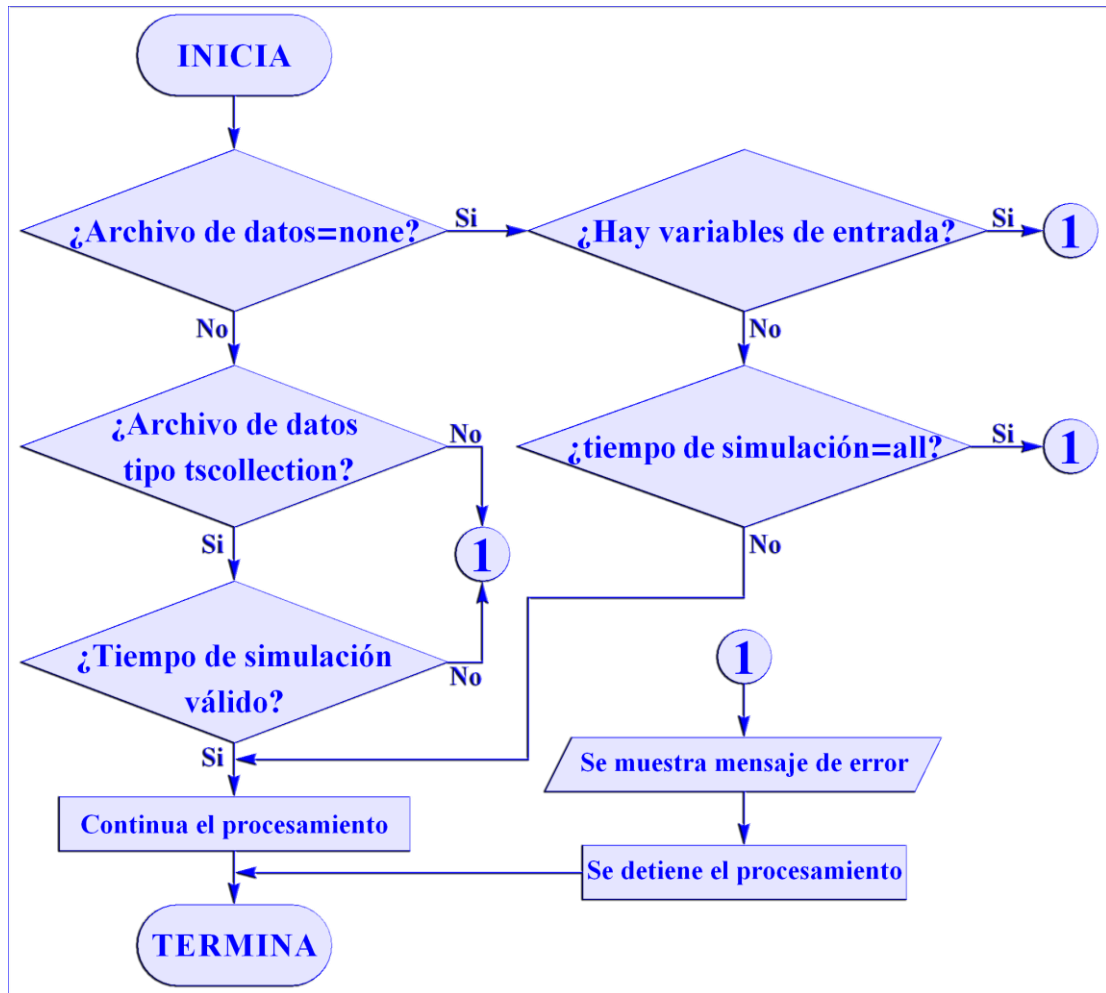 INICIA
¿Archivo de datos=none?
Si
¿Hay variables de entrada?
Si
1
No
No
¿Archivo de datos
tipo tscollection?
No
¿tiempo de simulación=all?
Si
1
Si
1
No
¿Tiempo de simulación
válido?
No
1
Si
Se muestra mensaje de error
Continua el procesamiento
Se detiene el procesamiento
TERMINA